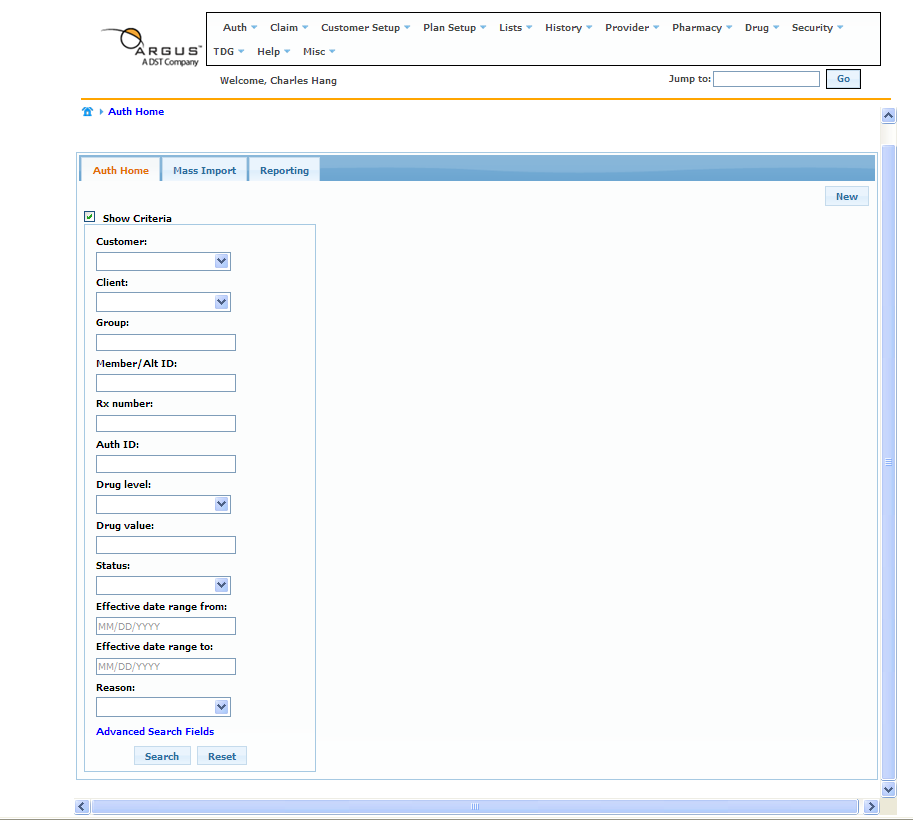 ARGUS
A DST Company
Auth Claim Customer Setup Plan Setup Lists History Provider Pharmacy Drug Security
TDG Help Misc
Welcome, Charles Hang
Jump to: Go
Auth Home
Auth Home Mass Import Reporting
New
Show Criteria
Customer:
Client:
Group:
Member/Alt ID:
Rx number:
Auth ID:
Drug level:
Drug value:
Status:
Effective date range from:
MM/DD/YYYY
Effective date range to:
MM/DD/YYYY
Reason:
Advanced Search Fields
Search Reset